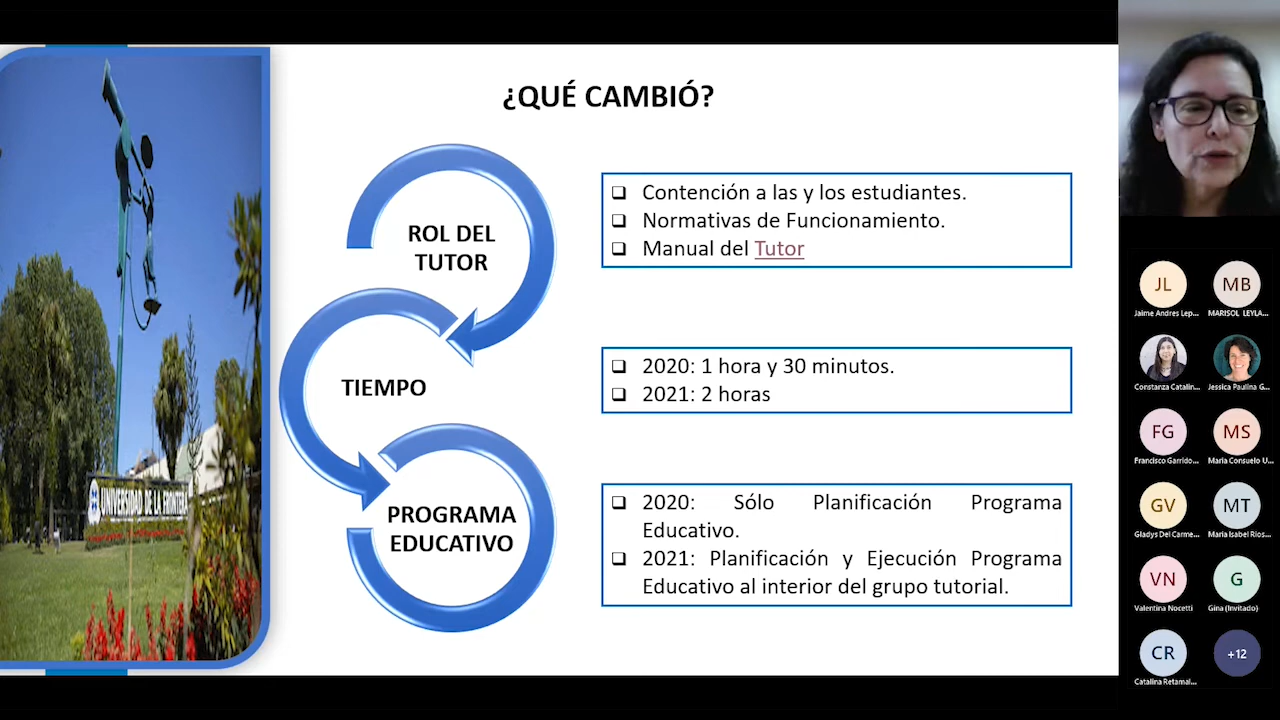 ¿QUÉ CAMBIÓ?
ROL DEL
TUTOR
❑ Contención a las y los estudiantes.
❑ Normativas de Funcionamiento.
❑ Manual del Tutor
TIEMPO
❑ 2020: 1 hora y 30 minutos.
❑ 2021: 2 horas
PROGRAMA
EDUCATIVO
❑ 2020: Sólo Planificación Programa
Educativo.
❑ 2021: Planificación y Ejecución Programa
Educativo al interior del grupo tutorial.
UNIVERSIDAD DE LA FRONTERA
JL
Jaime Andres Lep...
MB
MARISOL LEYLA...
Constanza Catalin...
Jessica Paulina G...
FG
Francisco Garrido...
MS
Maria Consuelo U...
GV
Gladys Del Carme...
MT
Maria Isabel Rios...
VN
Valentina Nocetti
G
Gina (Invitado)
CR
Catalina Retamal...
+12